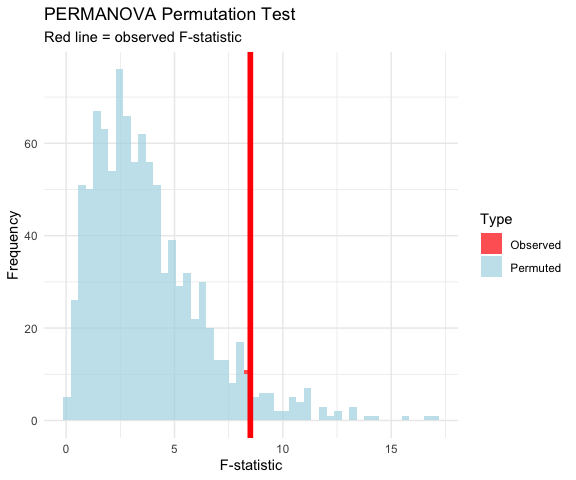 PERMANOVA Permutation Test
Red line = observed F-statistic
Frequency
60
40
20
0
0 5 10 15
F-statistic
Type
Observed
Permuted